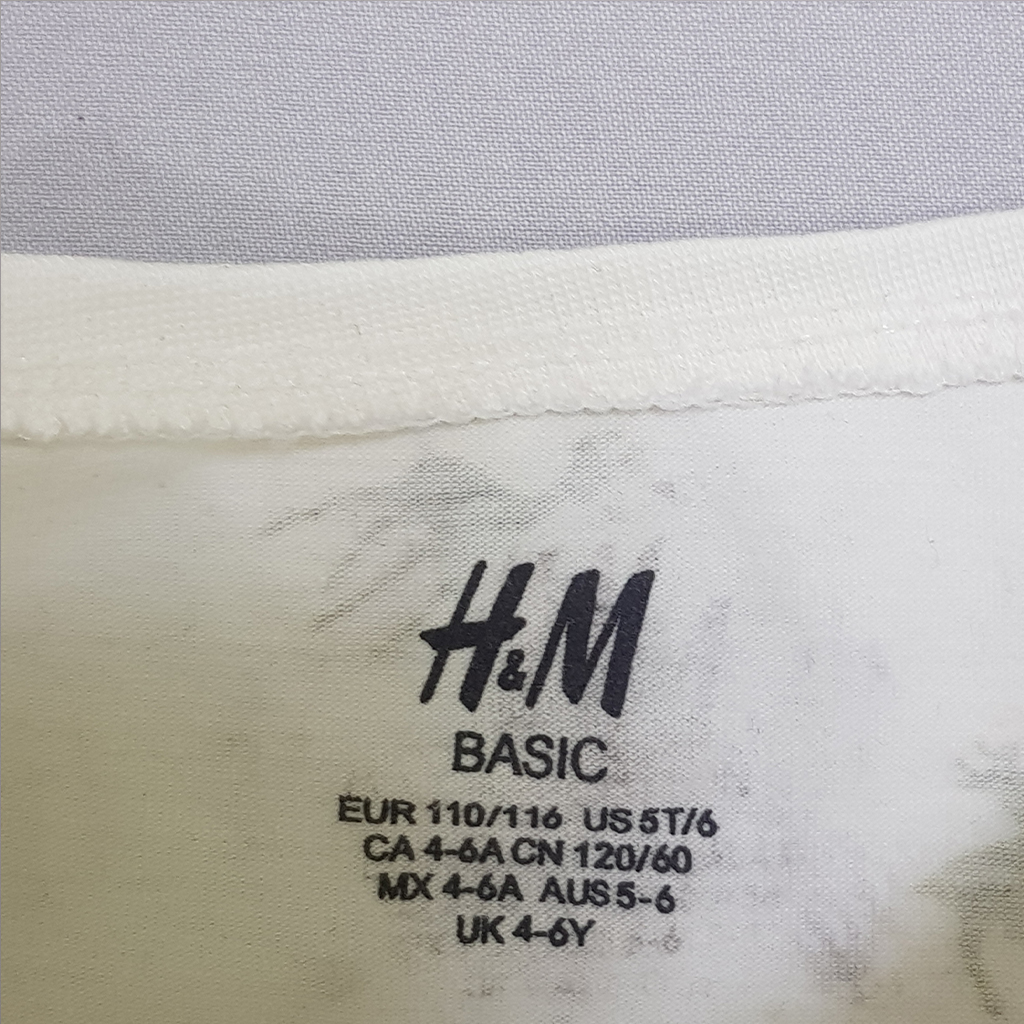 H&M
BASIC
EUR 110/116 US 5T/6
CA 4-6A CN 120/60
MX 4-6A AUS 5-6
UK 4-6Y